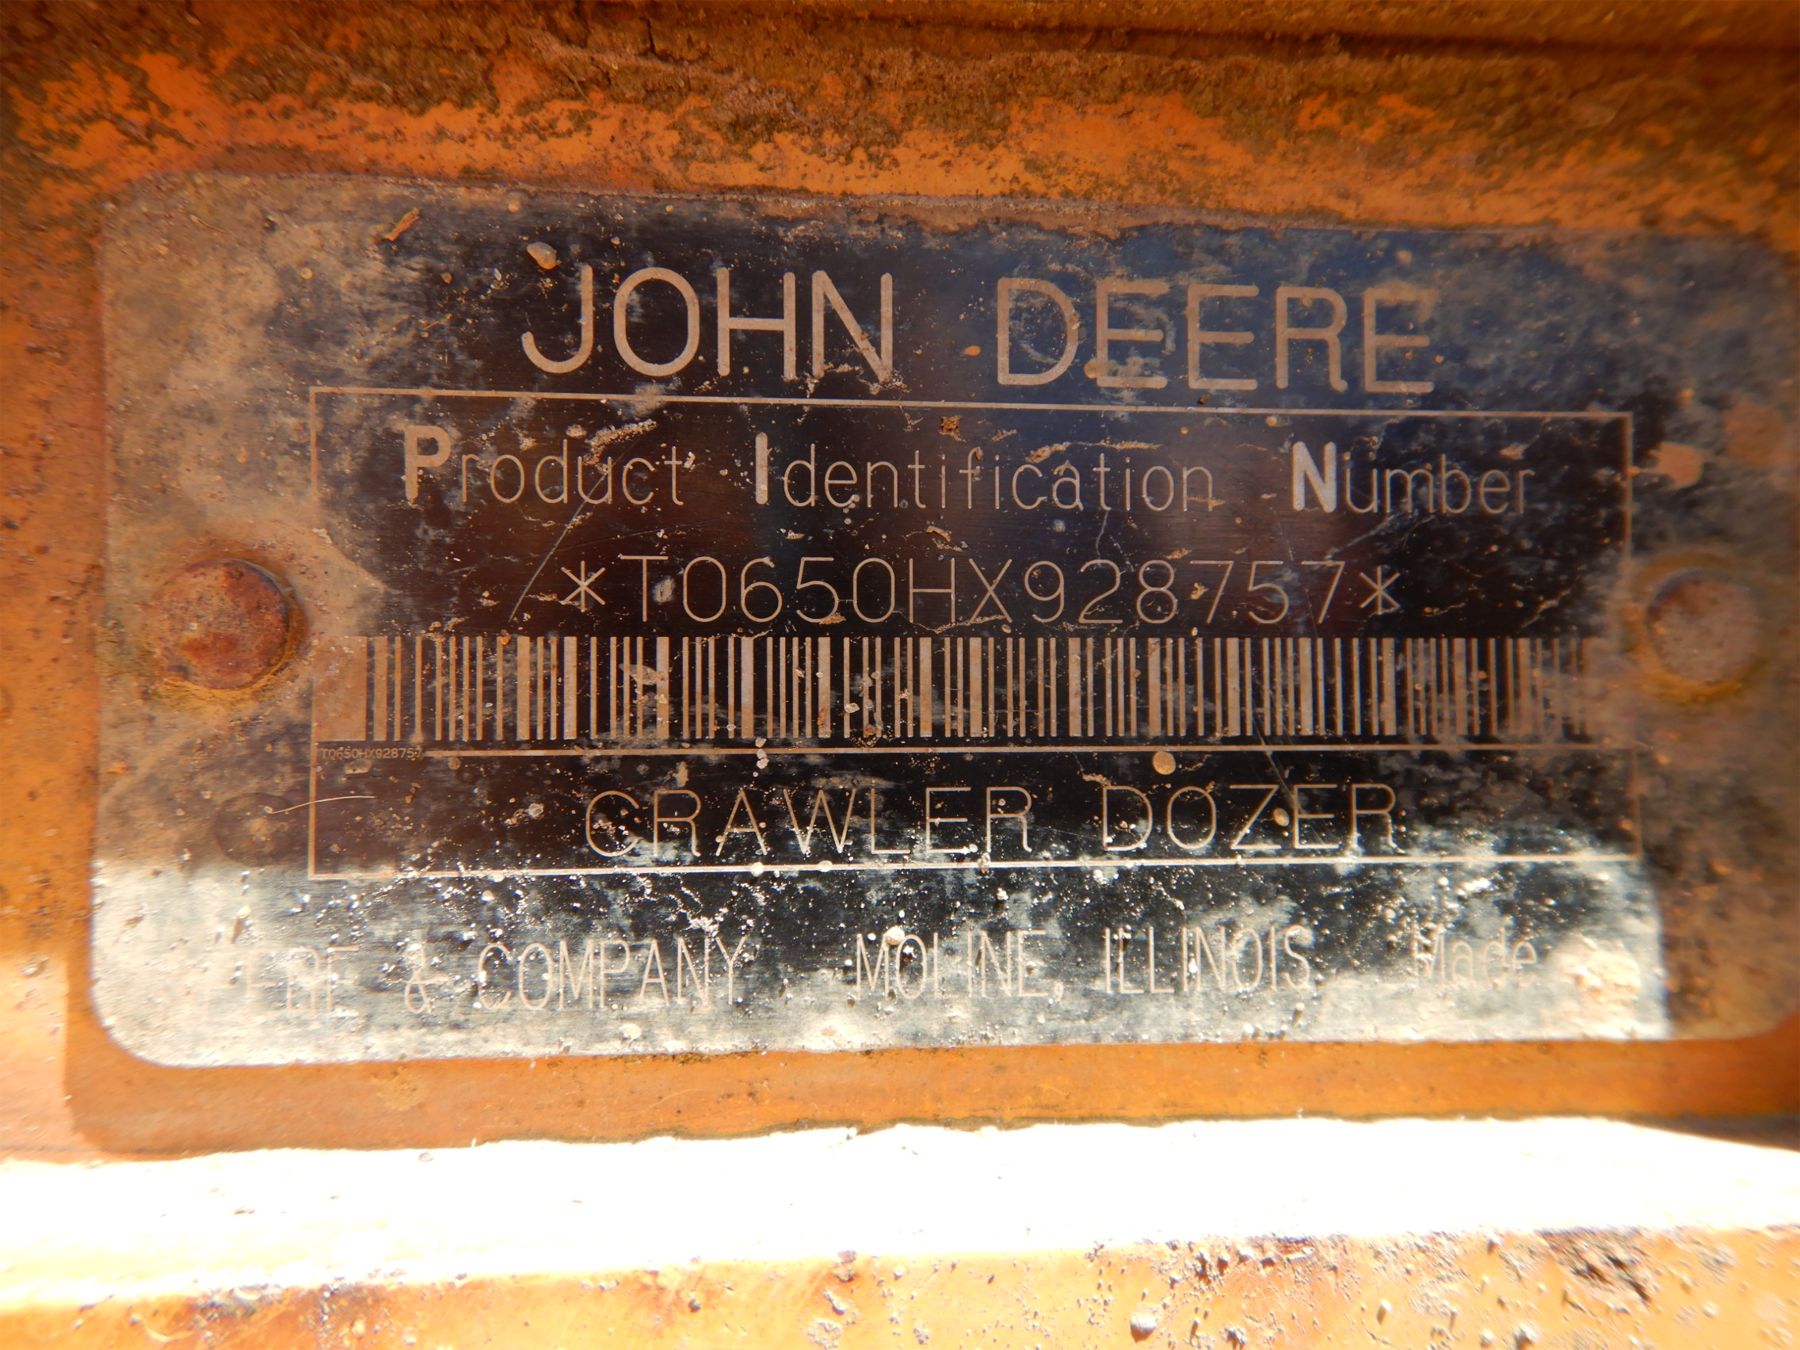 JOHN DEERE
Product Identification Number
*T0650HX928757*
T0650HX928757
CRAWLER DOZER
& COMPANY MOLINE, ILLINOIS Made